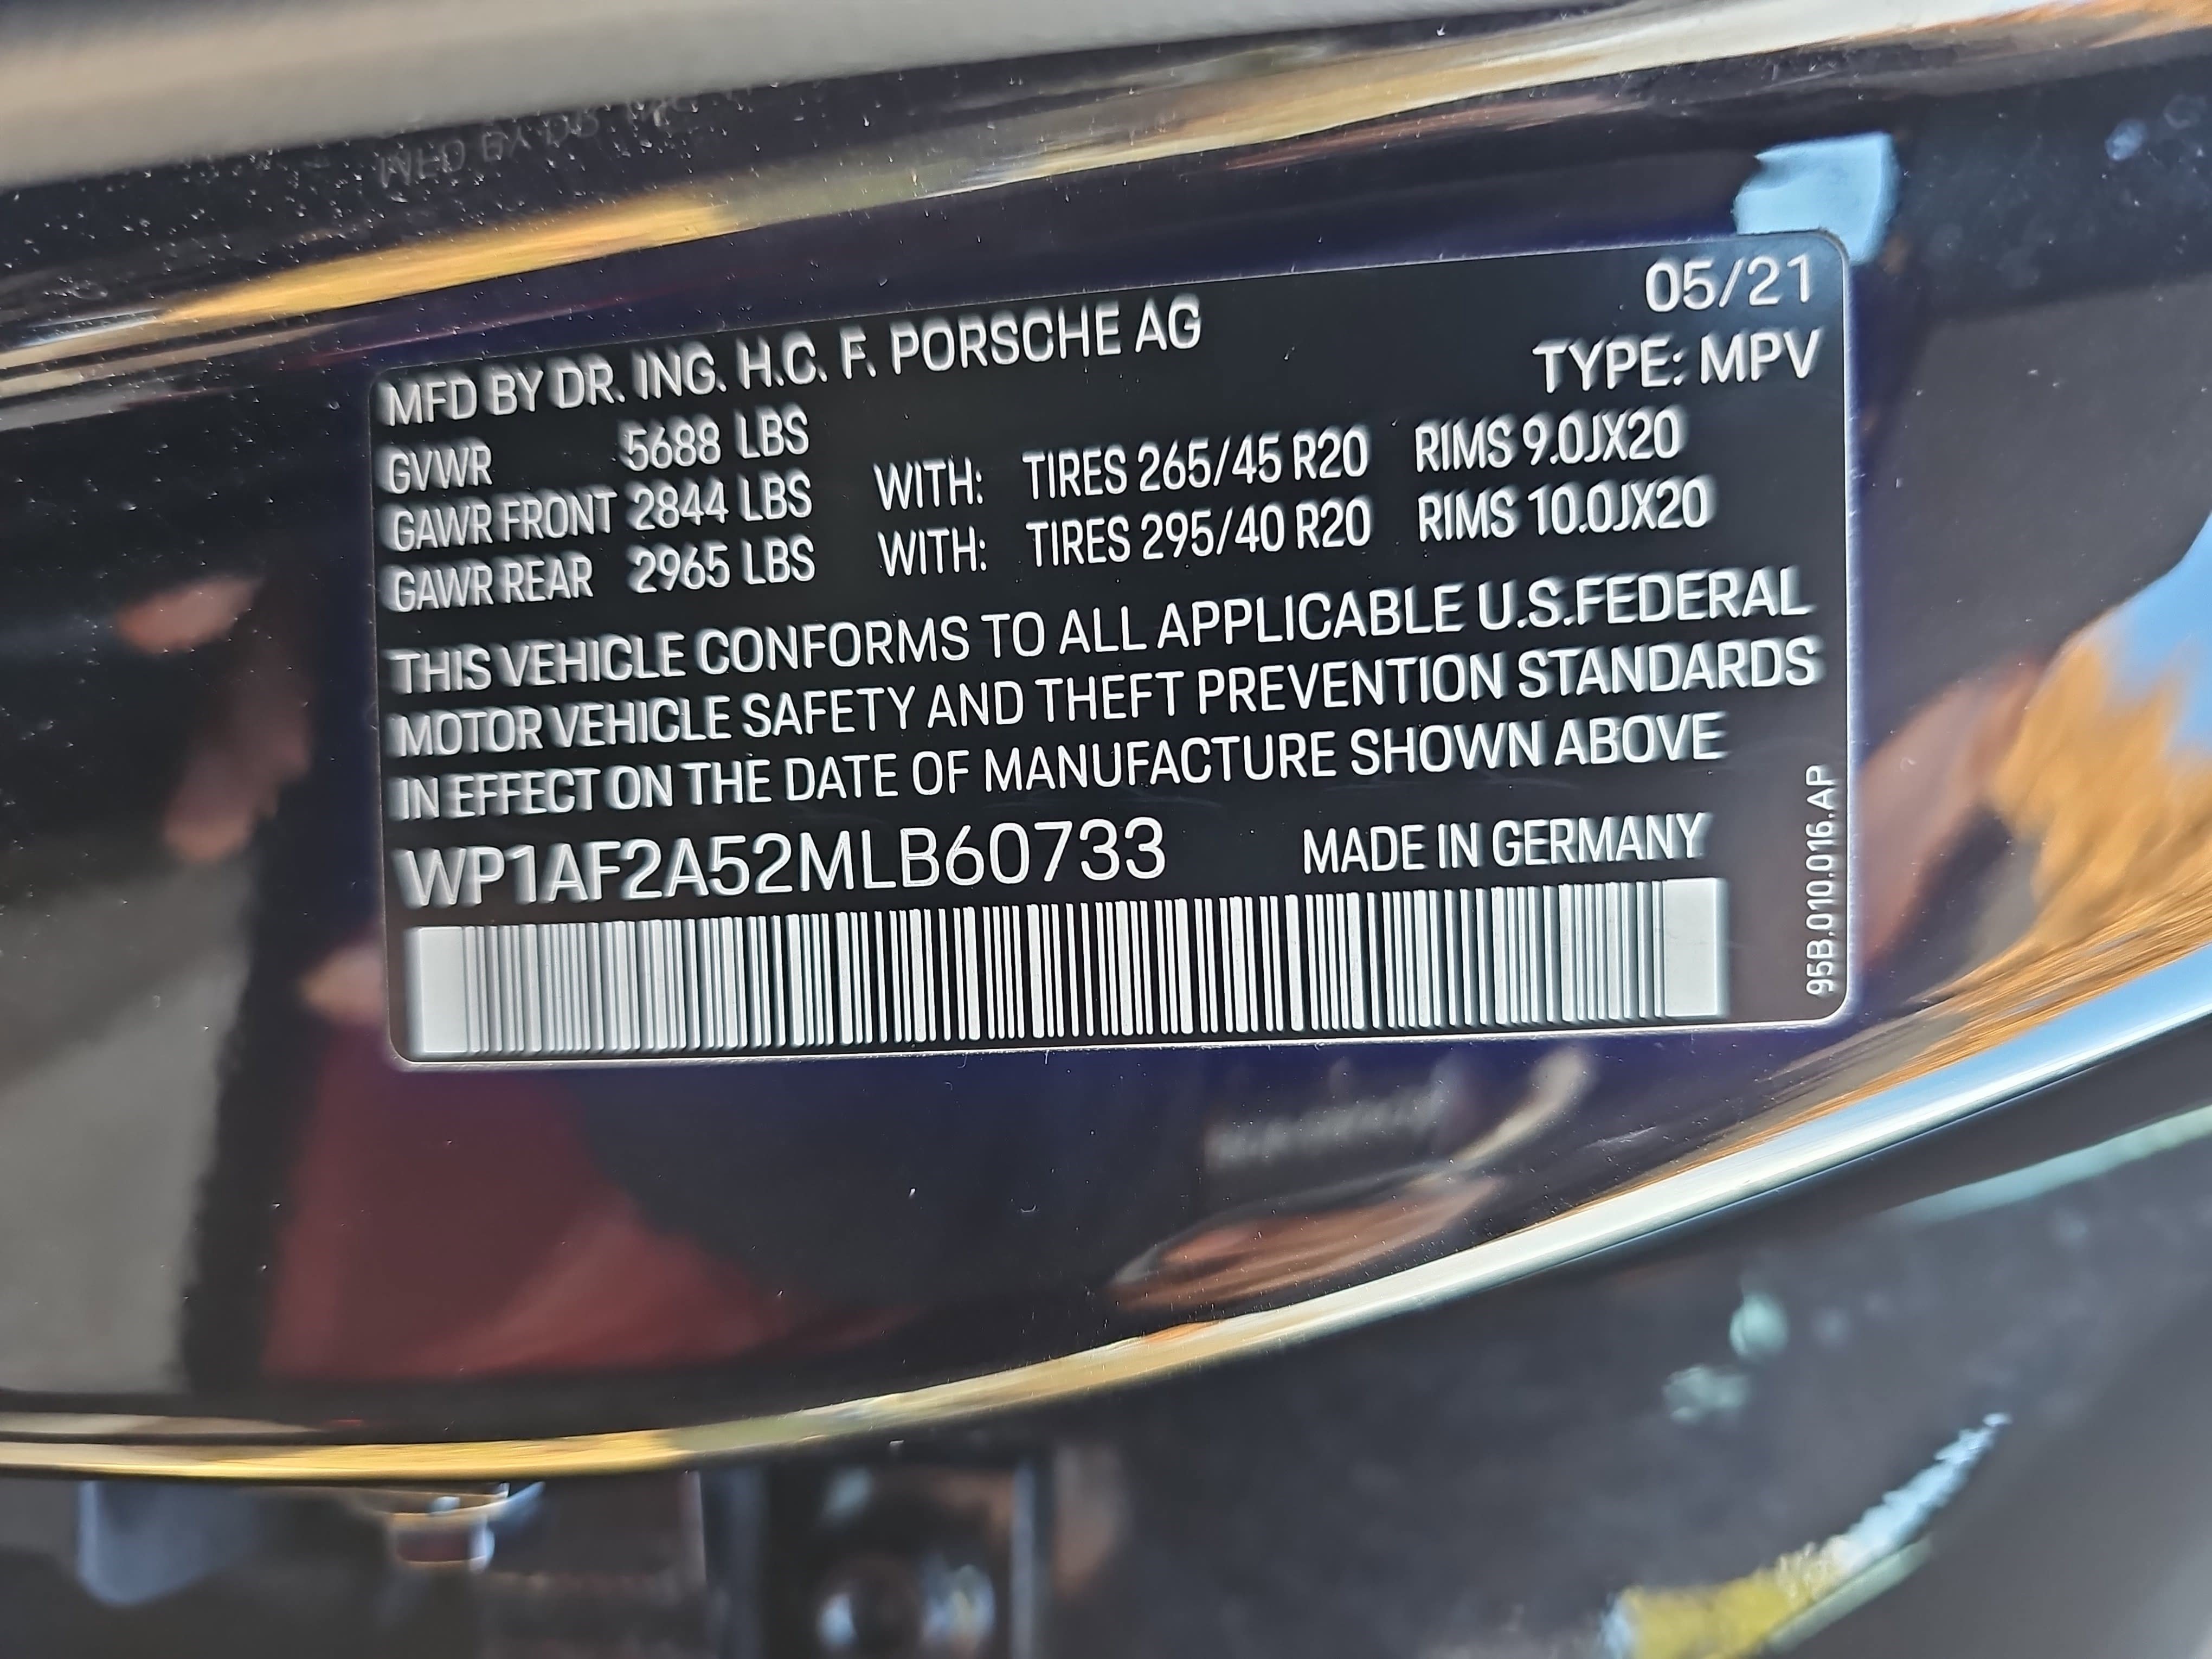 MFD BY DR. ING. H.C. F. PORSCHE AG 05/21
TYPE: MPV
GVWR 5688 LBS
GAWR FRONT 2844 LBS WITH: TIRES 265/45 R20 RIMS 9.0JX20
GAWR REAR 2965 LBS WITH: TIRES 295/40 R20 RIMS 10.0JX20
THIS VEHICLE CONFORMS TO ALL APPLICABLE U.S.FEDERAL
MOTOR VEHICLE SAFETY AND THEFT PREVENTION STANDARDS
IN EFFECT ON THE DATE OF MANUFACTURE SHOWN ABOVE
WP1AF2A52MLB60733 MADE IN GERMANY
95B.010.016.AP